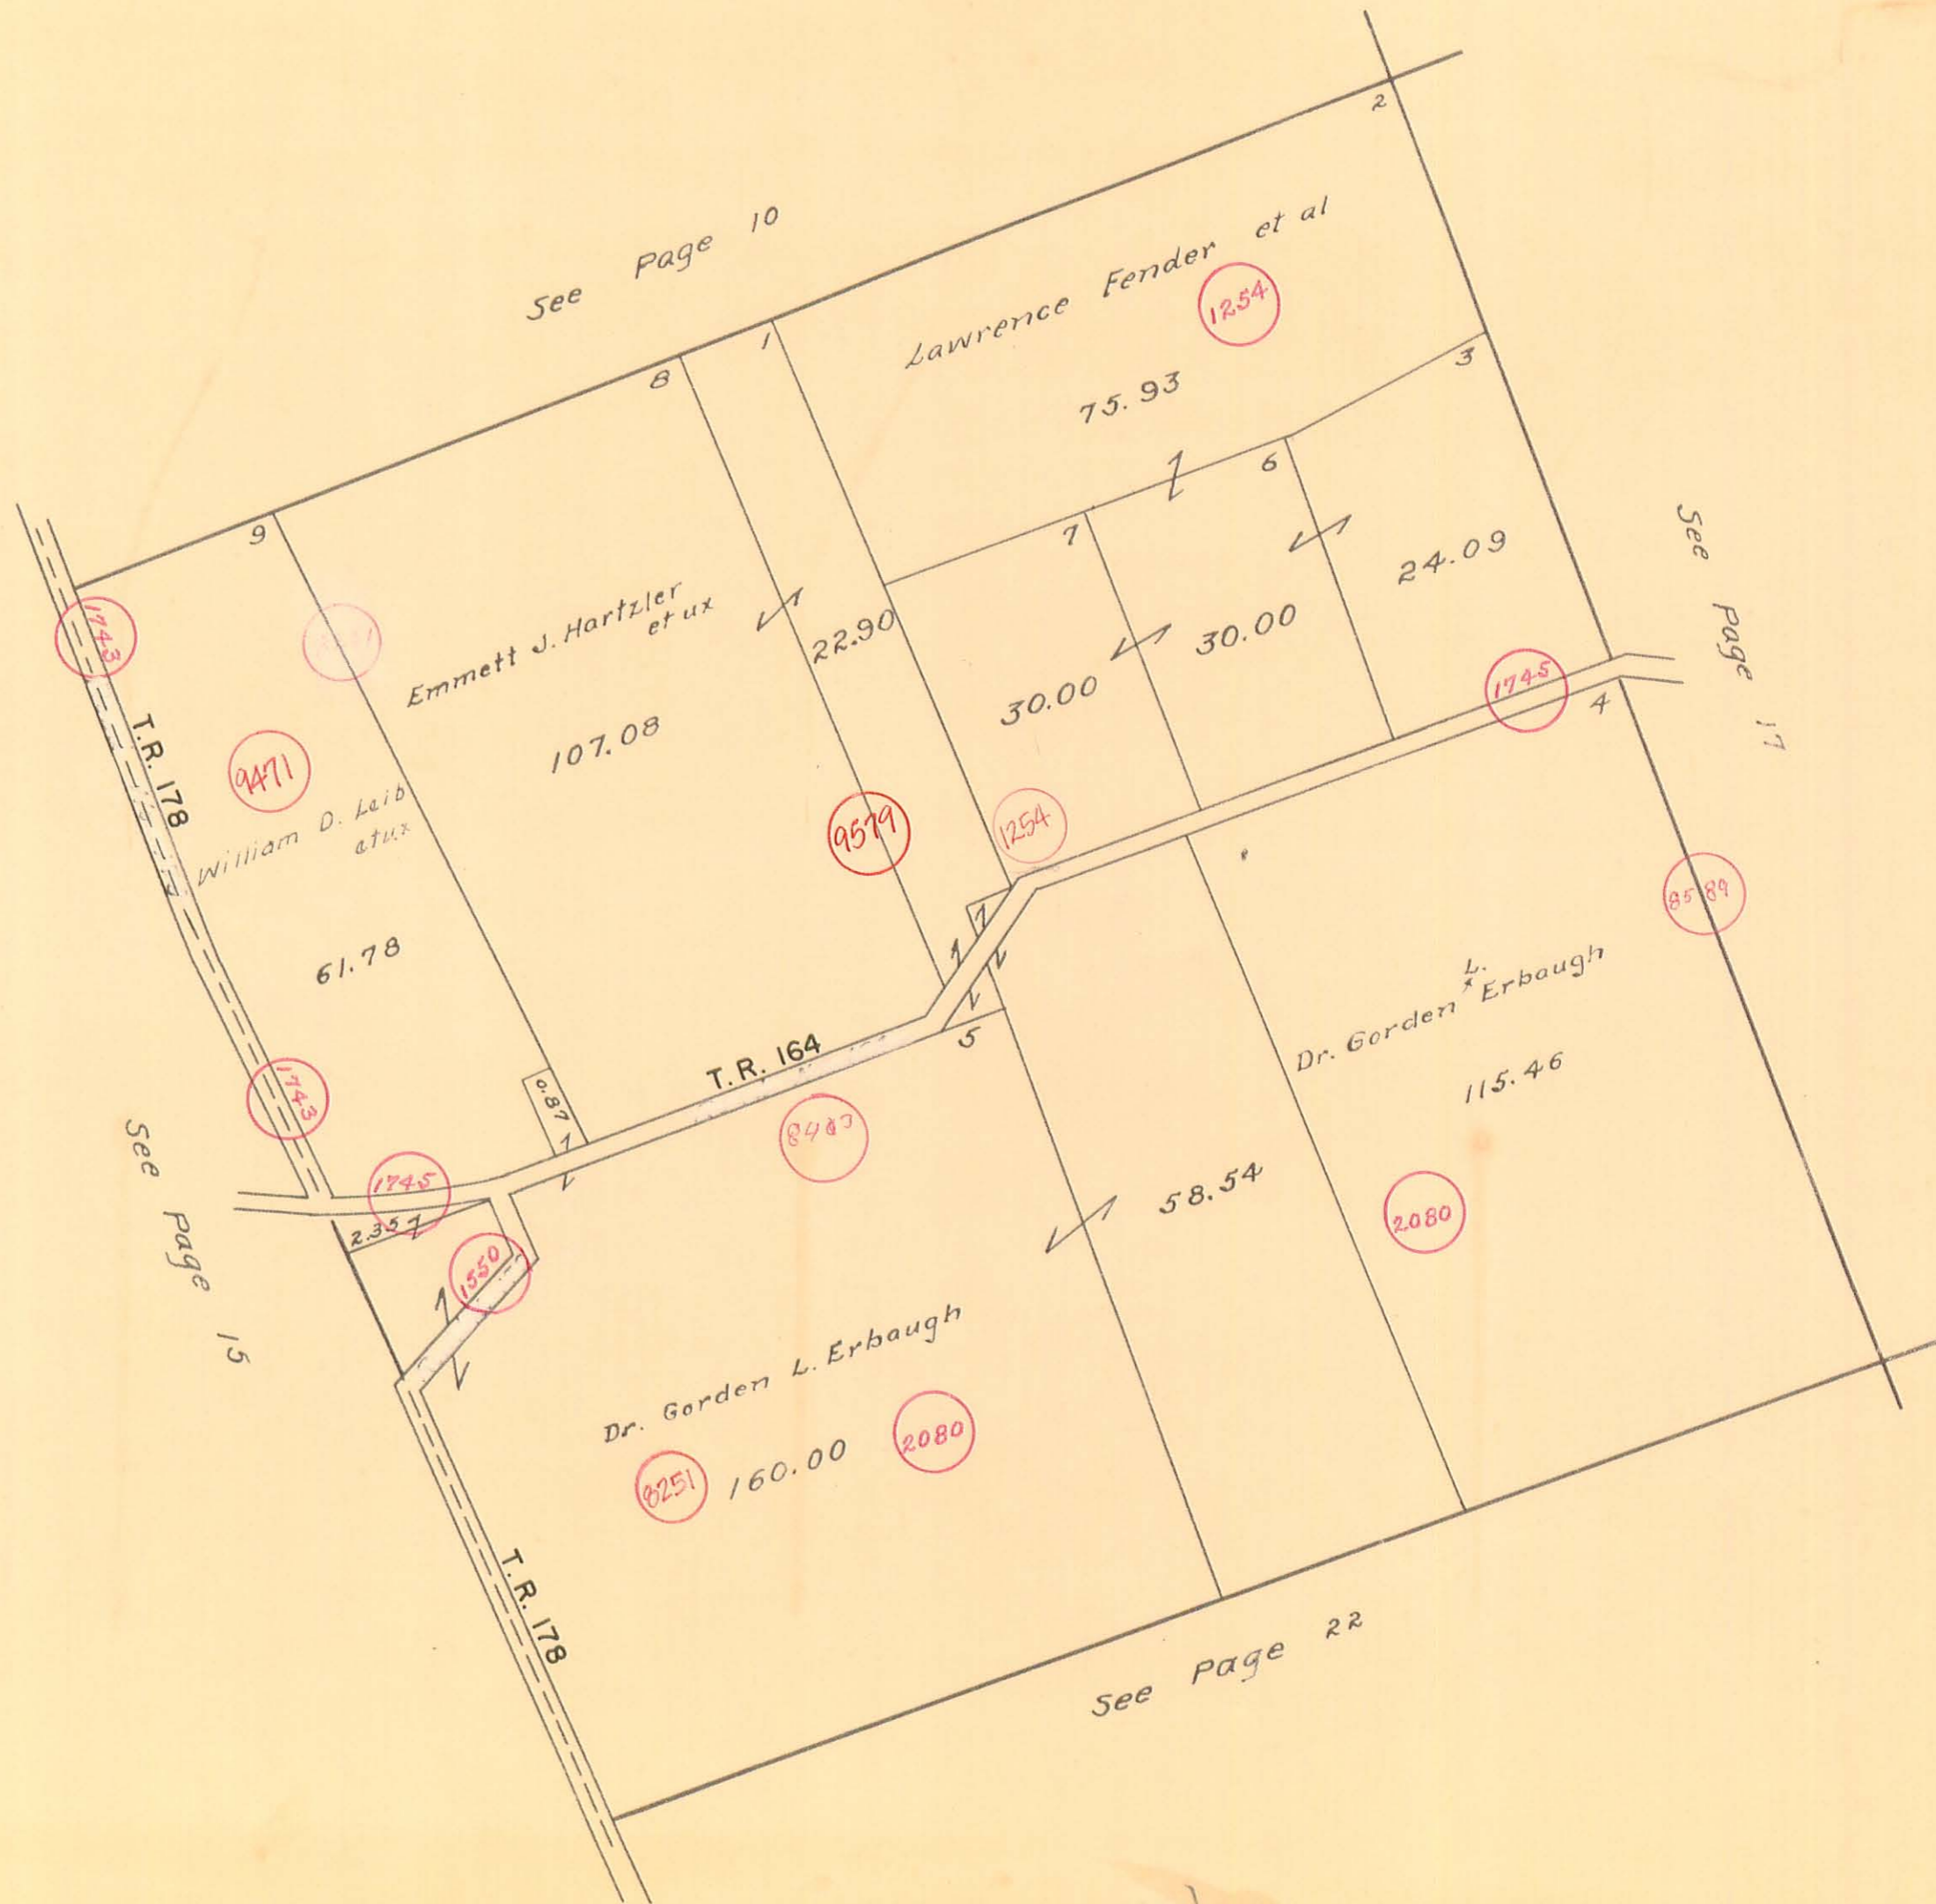 See Page 10
2
Lawrence Fender et al
1254
75.93
1
8
3
6
9
7
24.09
See Page 17
1743
T.R. 178
Emmett J. Hartzler
et ux
107.08
22.90
30.00
30.00
1745
4
9471
William D. Leib
etux
61.78
9579
1254
8589
Dr. Gorden L. Erbaugh
115.46
5
T.R. 164
0.87
1743
See Page 15
1745
2.35
1550
58.54
2080
Dr. Gorden L. Erbaugh
8251
160.00
2080
T.R. 178
See Page 22